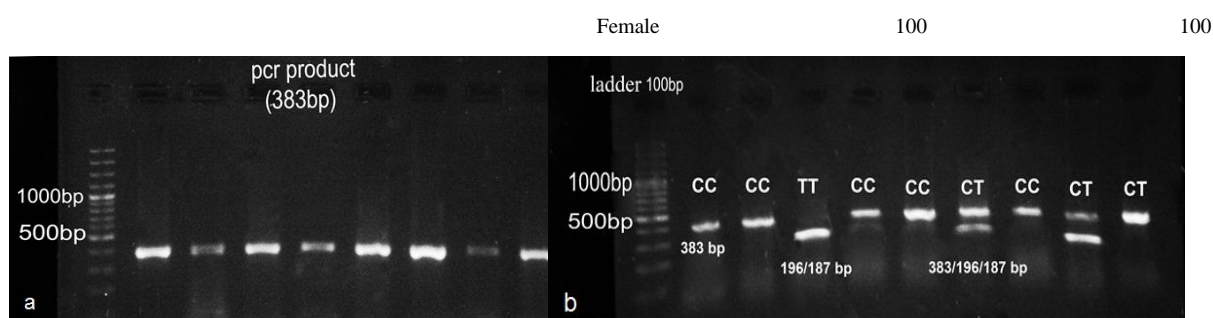 Female 100 100
pcr product
(383bp)
1000bp
500bp
a
ladder 100bp
1000bp CC CC TT CC CC CT CC CT CT
500bp
383 bp
196/187 bp 383/196/187 bp
b